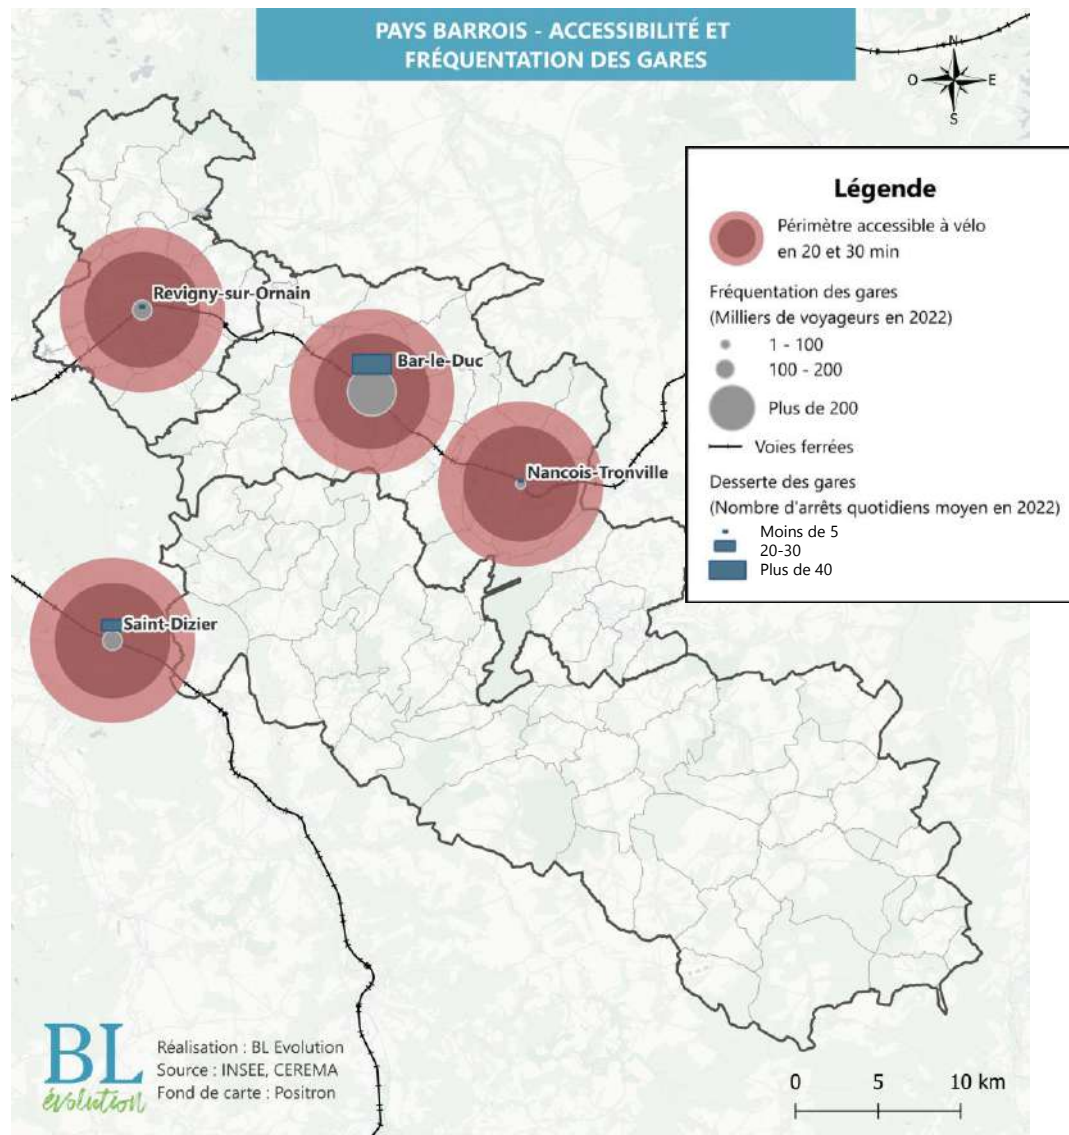 PAYS BARROIS - ACCESSIBILITÉ ET
FRÉQUENTATION DES GARES
N
O
E
S
Légende
Périmètre accessible à vélo
en 20 et 30 min
Fréquentation des gares
(Milliers de voyageurs en 2022)
1 - 100
100 - 200
Plus de 200
Voies ferrées
Desserte des gares
(Nombre d'arrêts quotidiens moyen en 2022)
Moins de 5
20-30
Plus de 40
Revigny-sur-Ornain
Bar-le-Duc
Nancois-Tronville
Saint-Dizier
BL
évolution
Réalisation : BL Evolution
Source : INSEE, CEREMA
Fond de carte : Positron
0 5 10 km